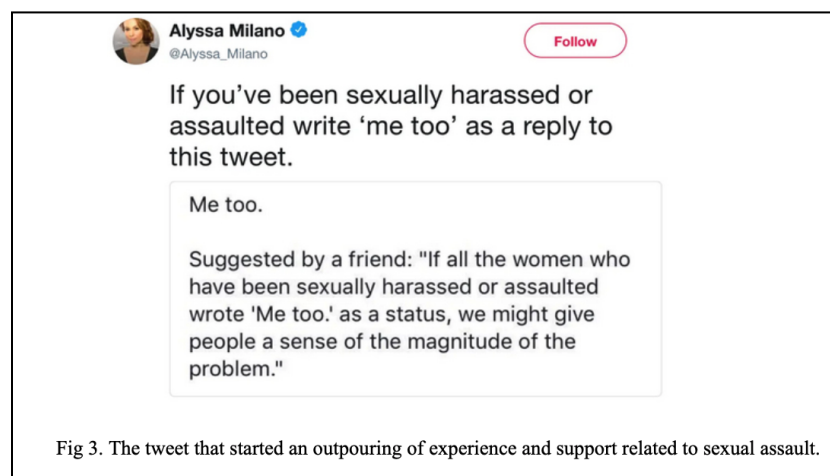 Alyssa Milano
@Alyssa_Milano
Follow
If you’ve been sexually harassed or
assaulted write ‘me too’ as a reply to
this tweet.
Me too.
Suggested by a friend: "If all the women who
have been sexually harassed or assaulted
wrote 'Me too.' as a status, we might give
people a sense of the magnitude of the
problem."
Fig 3. The tweet that started an outpouring of experience and support related to sexual assault.